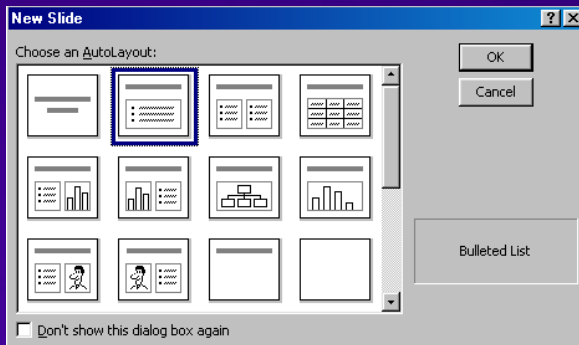 New Slide
Choose an AutoLayout:
OK
Cancel
Bulleted List
Don't show this dialog box again